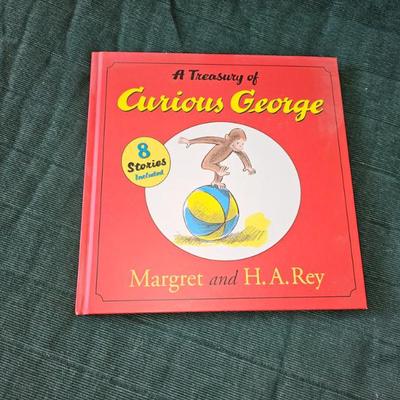 A Treasury of
Curious George
8
Stories
Included
Margret and H. A. Rey